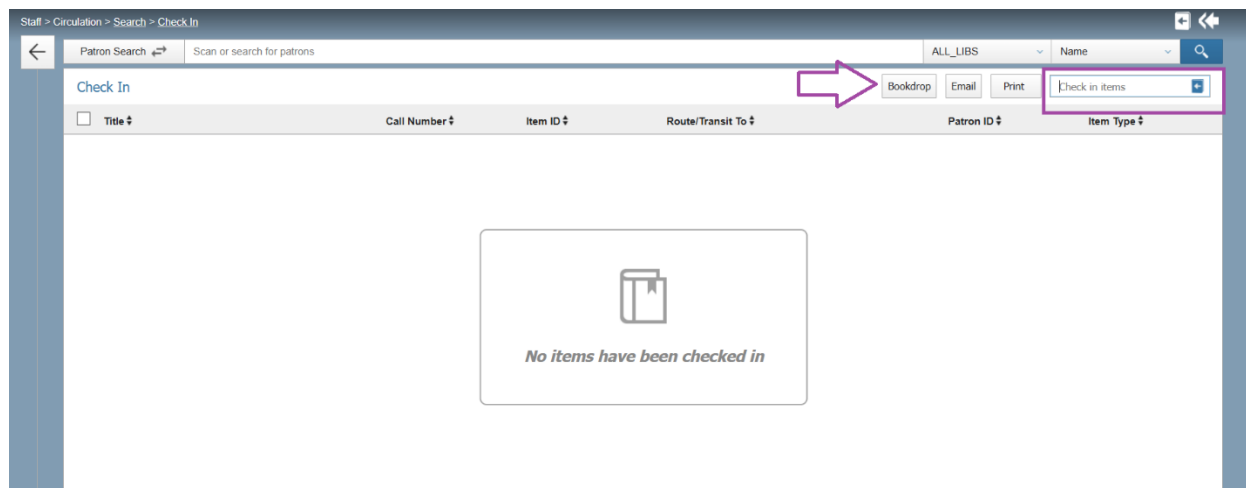 Staff > Circulation > Search > Check In
Patron Search Scan or search for patrons ALL_LIBS Name
Check In Bookdrop Email Print Check in items
Title Call Number Item ID Route/Transit To Patron ID Item Type
No items have been checked in